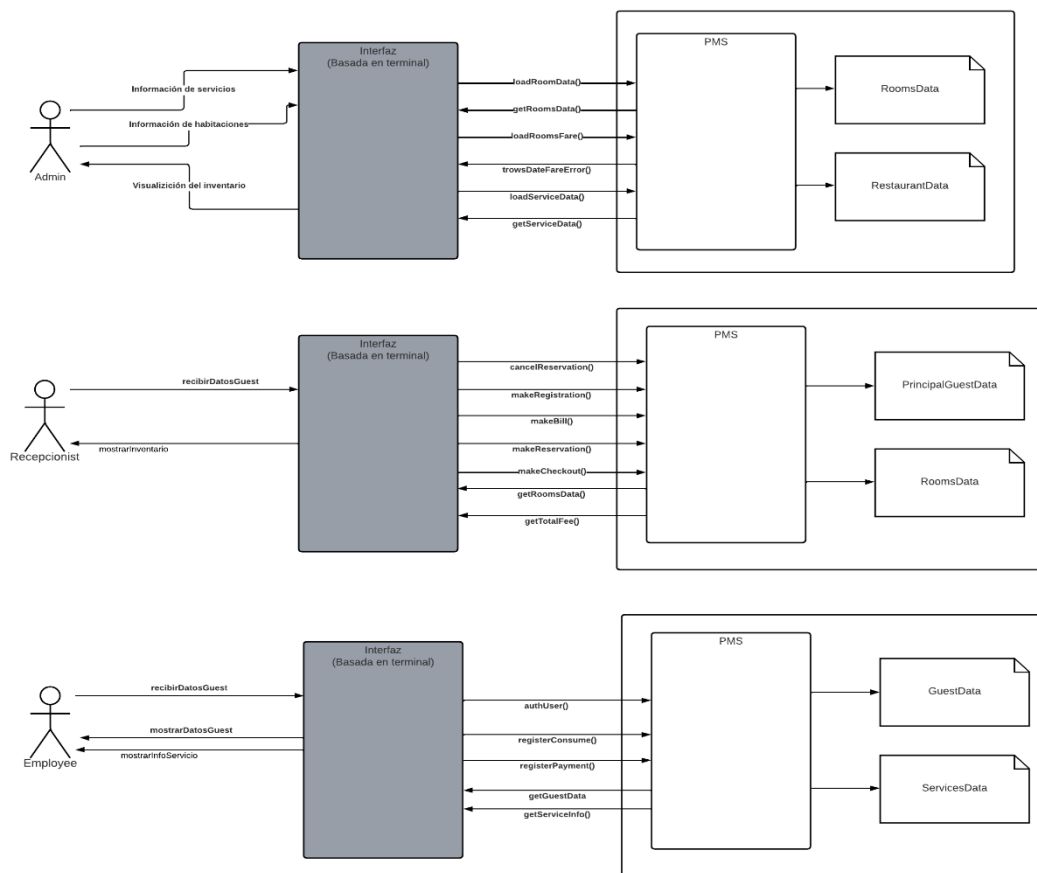 Interfaz
(Basada en terminal)
PMS
Información de servicios
Información de habitaciones
Visualizición del inventario
Admin
loadRoomData()
getRoomsData()
loadRoomsFare()
trowsDateFareError()
loadServiceData()
getServiceData()
RoomsData
RestaurantData
Interfaz
(Basada en terminal)
PMS
recibirDatosGuest
mostrarInventario
Recepcionist
cancelReservation()
makeRegistration()
makeBill()
makeReservation()
makeCheckout()
getRoomsData()
getTotalFee()
PrincipalGuestData
RoomsData
Interfaz
(Basada en terminal)
PMS
recibirDatosGuest
mostrarDatosGuest
mostrarInfoServicio
Employee
authUser()
registerConsume()
registerPayment()
getGuestData
getServiceInfo()
GuestData
ServicesData